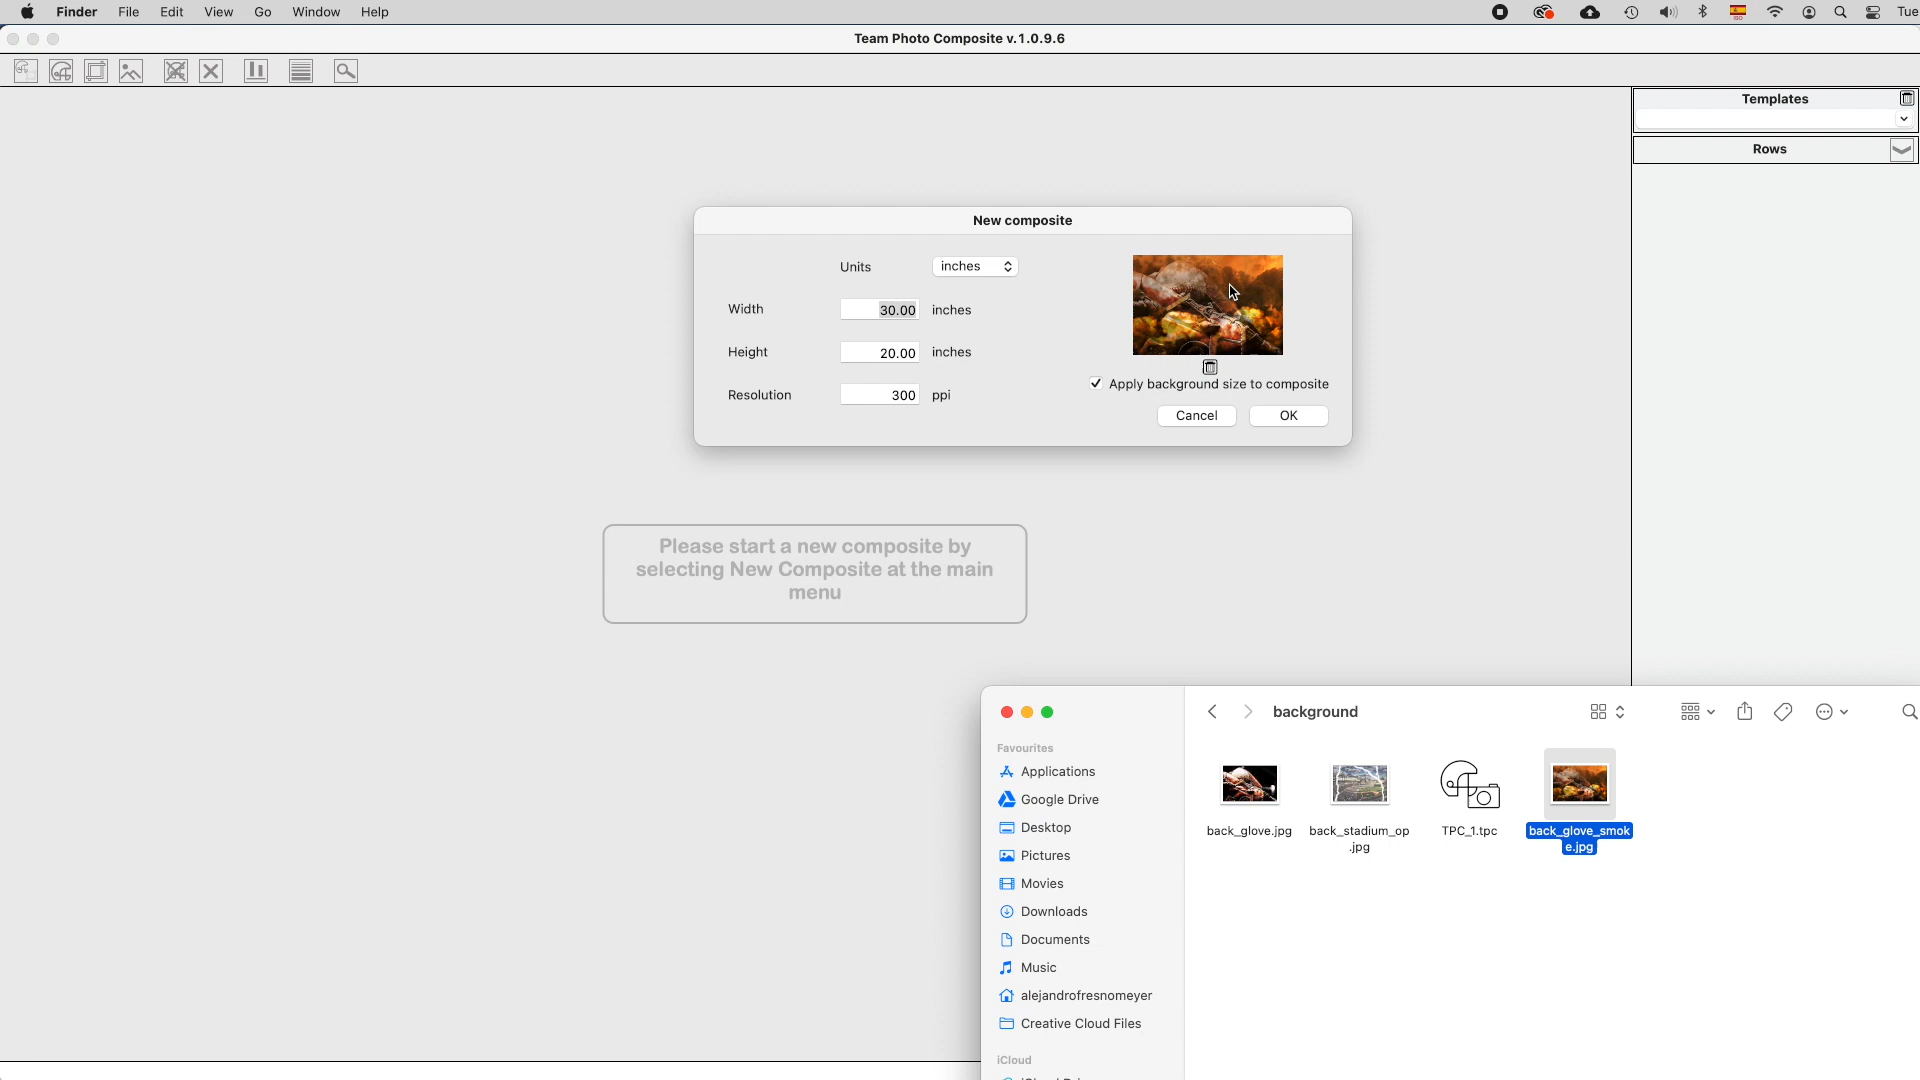 Finder File Edit View Go Window Help Tue
Team Photo Composite v.1.0.9.6
Templates
Rows
New composite
Units inches
Width 30.00 inches
Height 20.00 inches
Resolution 300 ppi
Apply background size to composite
Cancel OK
Please start a new composite by
selecting New Composite at the main
menu
background
Favourites
Applications
Google Drive
Desktop
Pictures
Movies
Downloads
Documents
Music
alejandrofresnomeyer
Creative Cloud Files
iCloud
back_glove.jpg
back_stadium_op
.jpg
TPC_1.tpc
back_glove_smok
e.jpg